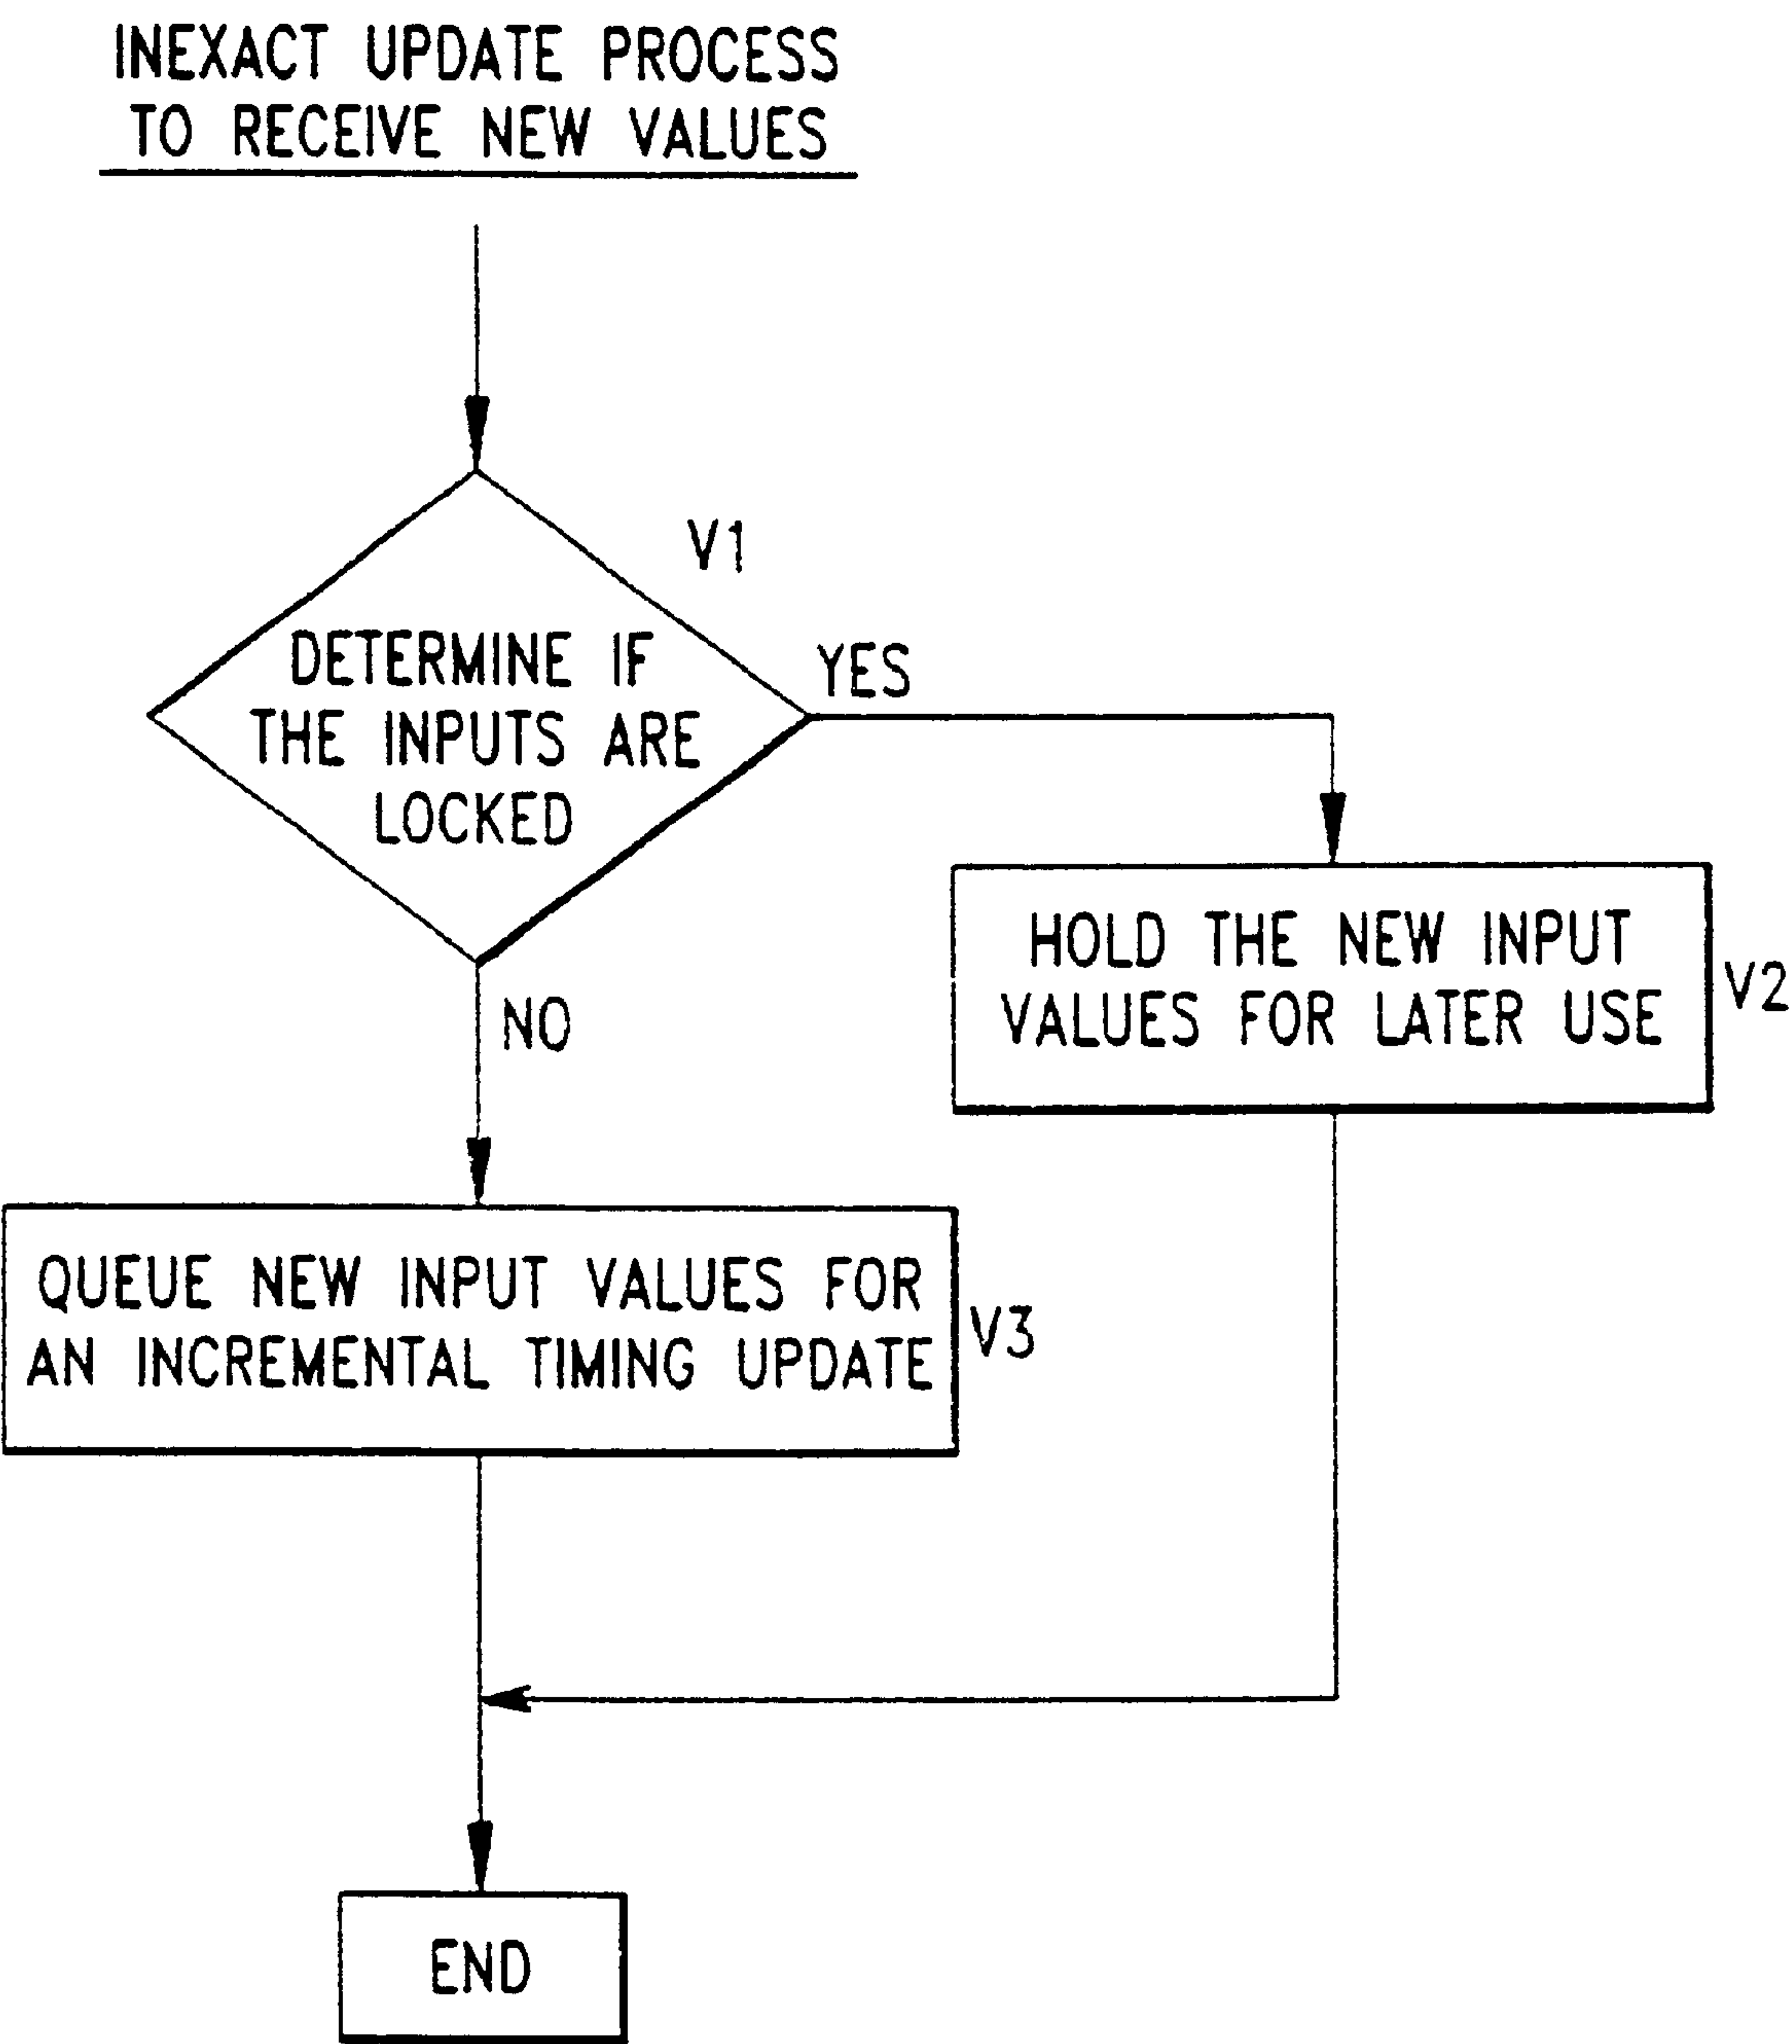 INEXACT UPDATE PROCESS
TO RECEIVE NEW VALUES
V1
DETERMINE IF
THE INPUTS ARE
LOCKED
YES
HOLD THE NEW INPUT
VALUES FOR LATER USE
V2
NO
QUEUE NEW INPUT VALUES FOR
AN INCREMENTAL TIMING UPDATE
V3
END